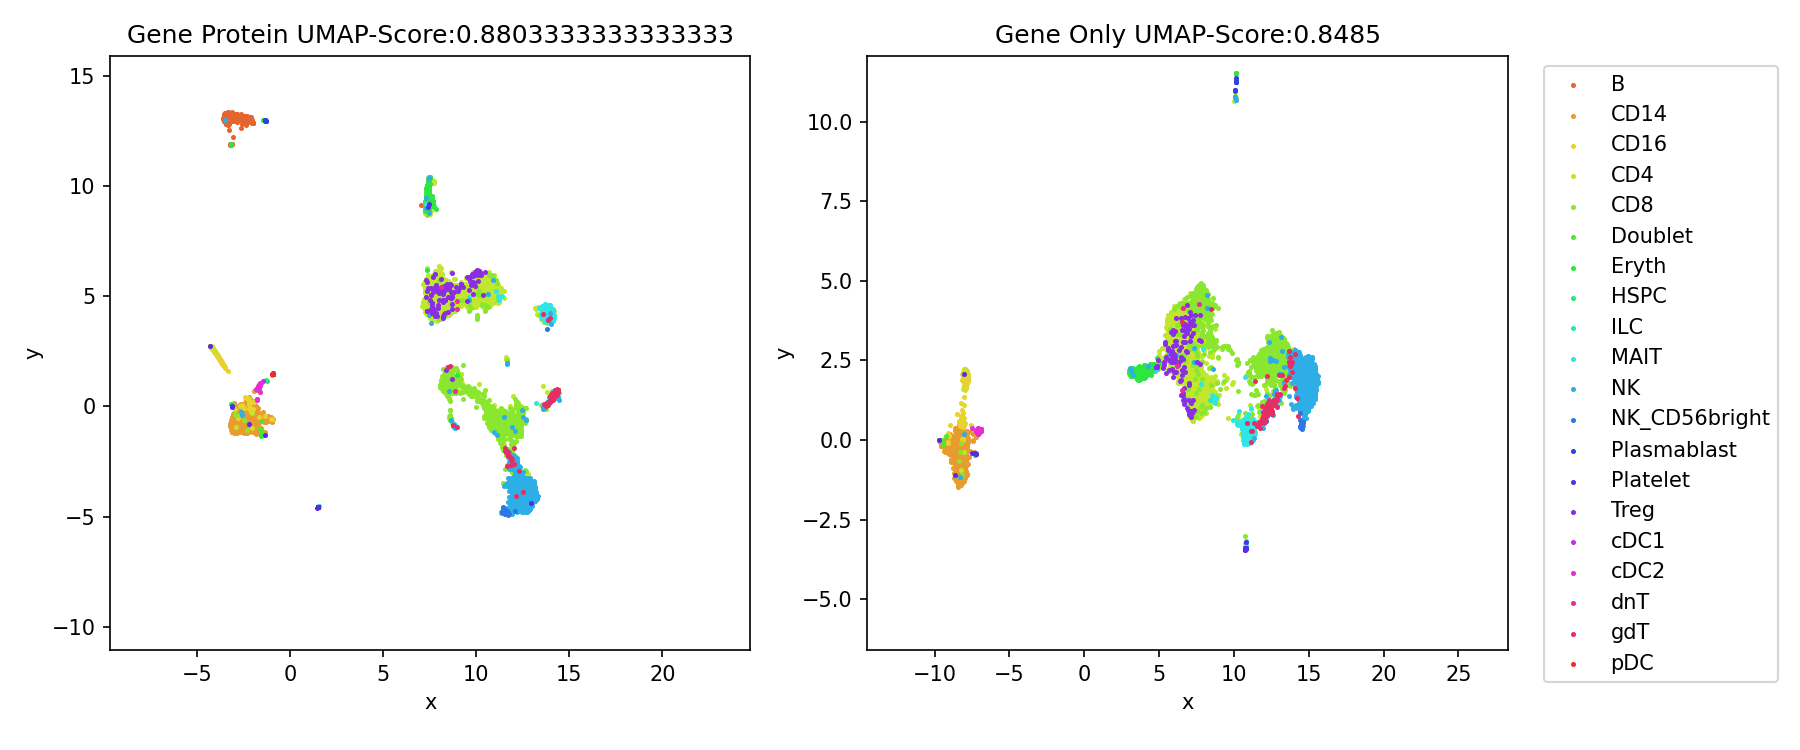 Gene Protein UMAP-Score:0.8803333333333333
15
10
5
0
−5
−10
y
−5
0
5
10
15
20
x
Gene Only UMAP-Score:0.8485
10.0
7.5
5.0
2.5
0.0
−2.5
−5.0
y
−10
−5
0
5
10
15
20
25
x
B
CD14
CD16
CD4
CD8
Doublet
Eryth
HSPC
ILC
MAIT
NK
NK_CD56bright
Plasmablast
Platelet
Treg
cDC1
cDC2
dnT
gdT
pDC